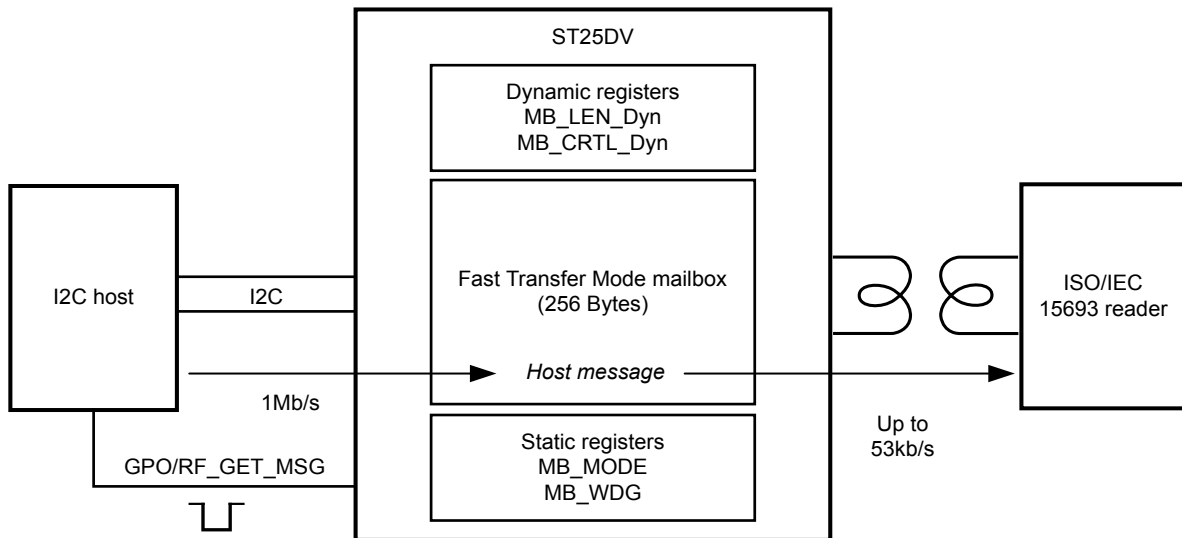 ST25DV
Dynamic registers
MB_LEN_Dyn
MB_CRTL_Dyn
I2C host
I2C
Fast Transfer Mode mailbox
(256 Bytes)
ISO/IEC
15693 reader
Host message
1Mb/s
Up to
53kb/s
GPO/RF_GET_MSG
Static registers
MB_MODE
MB_WDG